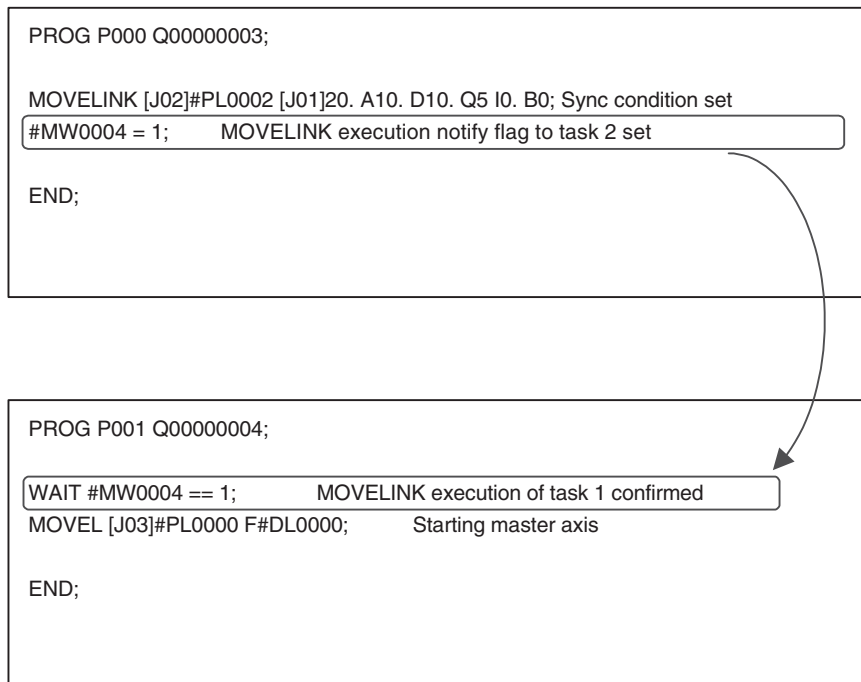 PROG P000 Q00000003;
MOVELINK [J02]#PL0002 [J01]20. A10. D10. Q5 I0. B0; Sync condition set
#MW0004 = 1; MOVELINK execution notify flag to task 2 set
END;
PROG P001 Q00000004;
WAIT #MW0004 == 1; MOVELINK execution of task 1 confirmed
MOVEL [J03]#PL0000 F#DL0000; Starting master axis
END;